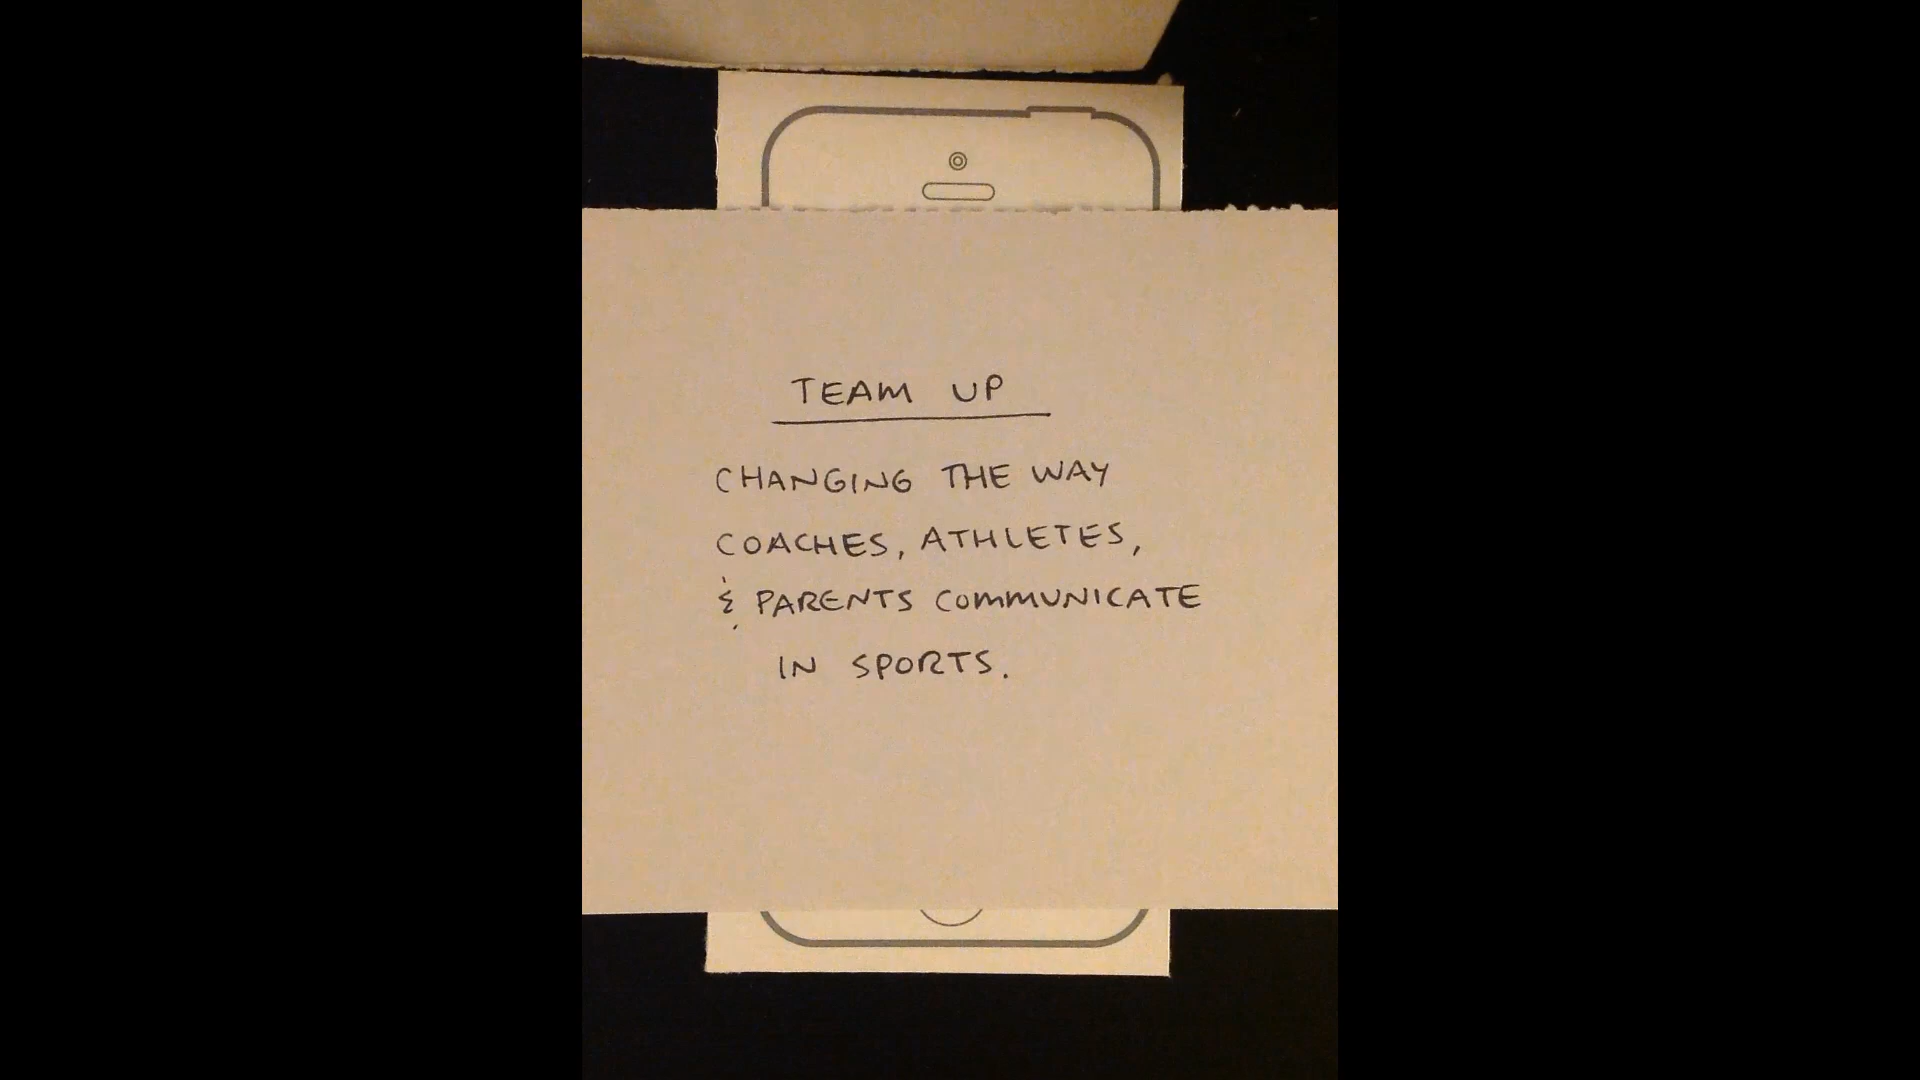 TEAM UP
CHANGING THE WAY
COACHES, ATHLETES,
& PARENTS COMMUNICATE
IN SPORTS.